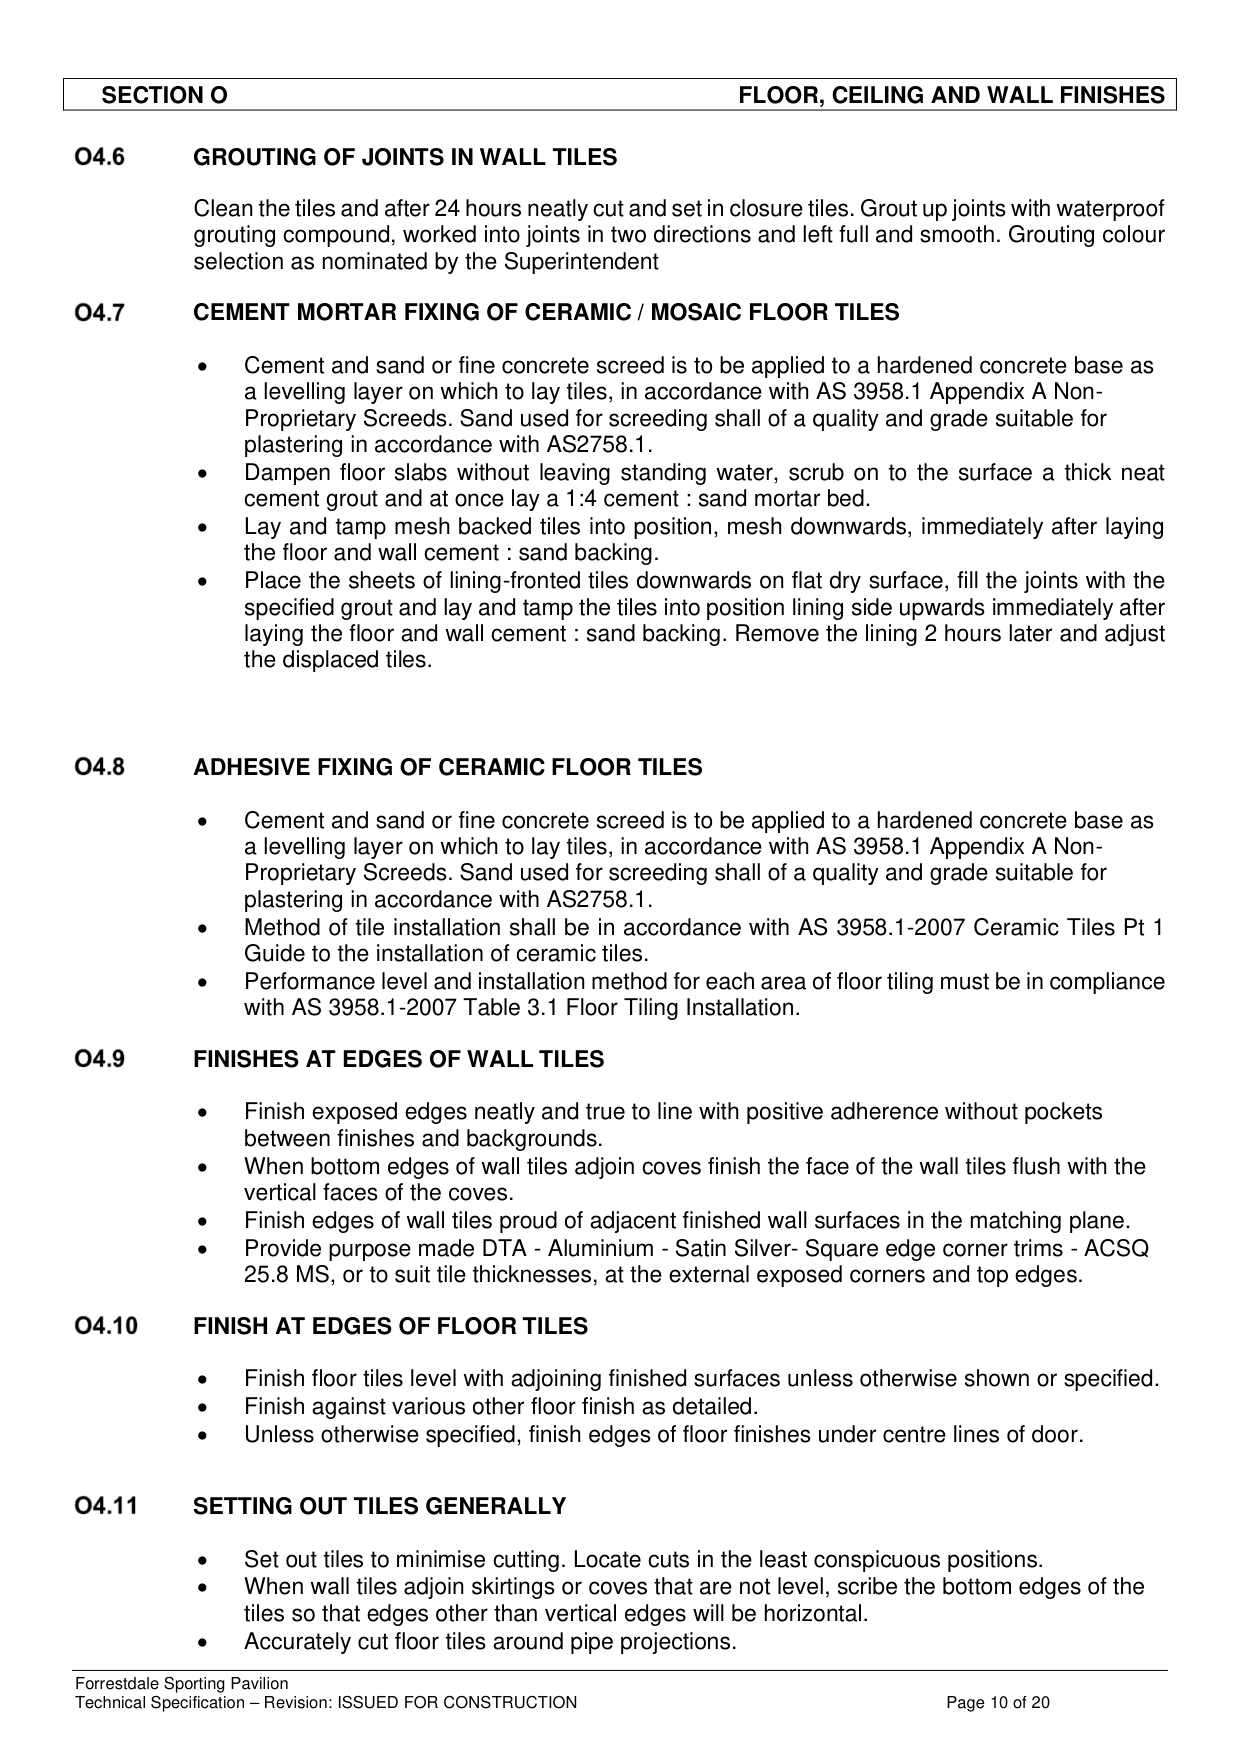 SECTION O FLOOR, CEILING AND WALL FINISHES
O4.6 GROUTING OF JOINTS IN WALL TILES
Clean the tiles and after 24 hours neatly cut and set in closure tiles. Grout up joints with waterproof
grouting compound, worked into joints in two directions and left full and smooth. Grouting colour
selection as nominated by the Superintendent
O4.7 CEMENT MORTAR FIXING OF CERAMIC / MOSAIC FLOOR TILES
• Cement and sand or fine concrete screed is to be applied to a hardened concrete base as
a levelling layer on which to lay tiles, in accordance with AS 3958.1 Appendix A Non-
Proprietary Screeds. Sand used for screeding shall of a quality and grade suitable for
plastering in accordance with AS2758.1.
• Dampen floor slabs without leaving standing water, scrub on to the surface a thick neat
cement grout and at once lay a 1:4 cement : sand mortar bed.
• Lay and tamp mesh backed tiles into position, mesh downwards, immediately after laying
the floor and wall cement : sand backing.
• Place the sheets of lining-fronted tiles downwards on flat dry surface, fill the joints with the
specified grout and lay and tamp the tiles into position lining side upwards immediately after
laying the floor and wall cement : sand backing. Remove the lining 2 hours later and adjust
the displaced tiles.
O4.8 ADHESIVE FIXING OF CERAMIC FLOOR TILES
• Cement and sand or fine concrete screed is to be applied to a hardened concrete base as
a levelling layer on which to lay tiles, in accordance with AS 3958.1 Appendix A Non-
Proprietary Screeds. Sand used for screeding shall of a quality and grade suitable for
plastering in accordance with AS2758.1.
• Method of tile installation shall be in accordance with AS 3958.1-2007 Ceramic Tiles Pt 1
Guide to the installation of ceramic tiles.
• Performance level and installation method for each area of floor tiling must be in compliance
with AS 3958.1-2007 Table 3.1 Floor Tiling Installation.
O4.9 FINISHES AT EDGES OF WALL TILES
• Finish exposed edges neatly and true to line with positive adherence without pockets
between finishes and backgrounds.
• When bottom edges of wall tiles adjoin coves finish the face of the wall tiles flush with the
vertical faces of the coves.
• Finish edges of wall tiles proud of adjacent finished wall surfaces in the matching plane.
• Provide purpose made DTA - Aluminium - Satin Silver- Square edge corner trims - ACSQ
25.8 MS, or to suit tile thicknesses, at the external exposed corners and top edges.
O4.10 FINISH AT EDGES OF FLOOR TILES
• Finish floor tiles level with adjoining finished surfaces unless otherwise shown or specified.
• Finish against various other floor finish as detailed.
• Unless otherwise specified, finish edges of floor finishes under centre lines of door.
O4.11 SETTING OUT TILES GENERALLY
• Set out tiles to minimise cutting. Locate cuts in the least conspicuous positions.
• When wall tiles adjoin skirtings or coves that are not level, scribe the bottom edges of the
tiles so that edges other than vertical edges will be horizontal.
• Accurately cut floor tiles around pipe projections.
Forrestdale Sporting Pavilion
Technical Specification – Revision: ISSUED FOR CONSTRUCTION Page 10 of 20